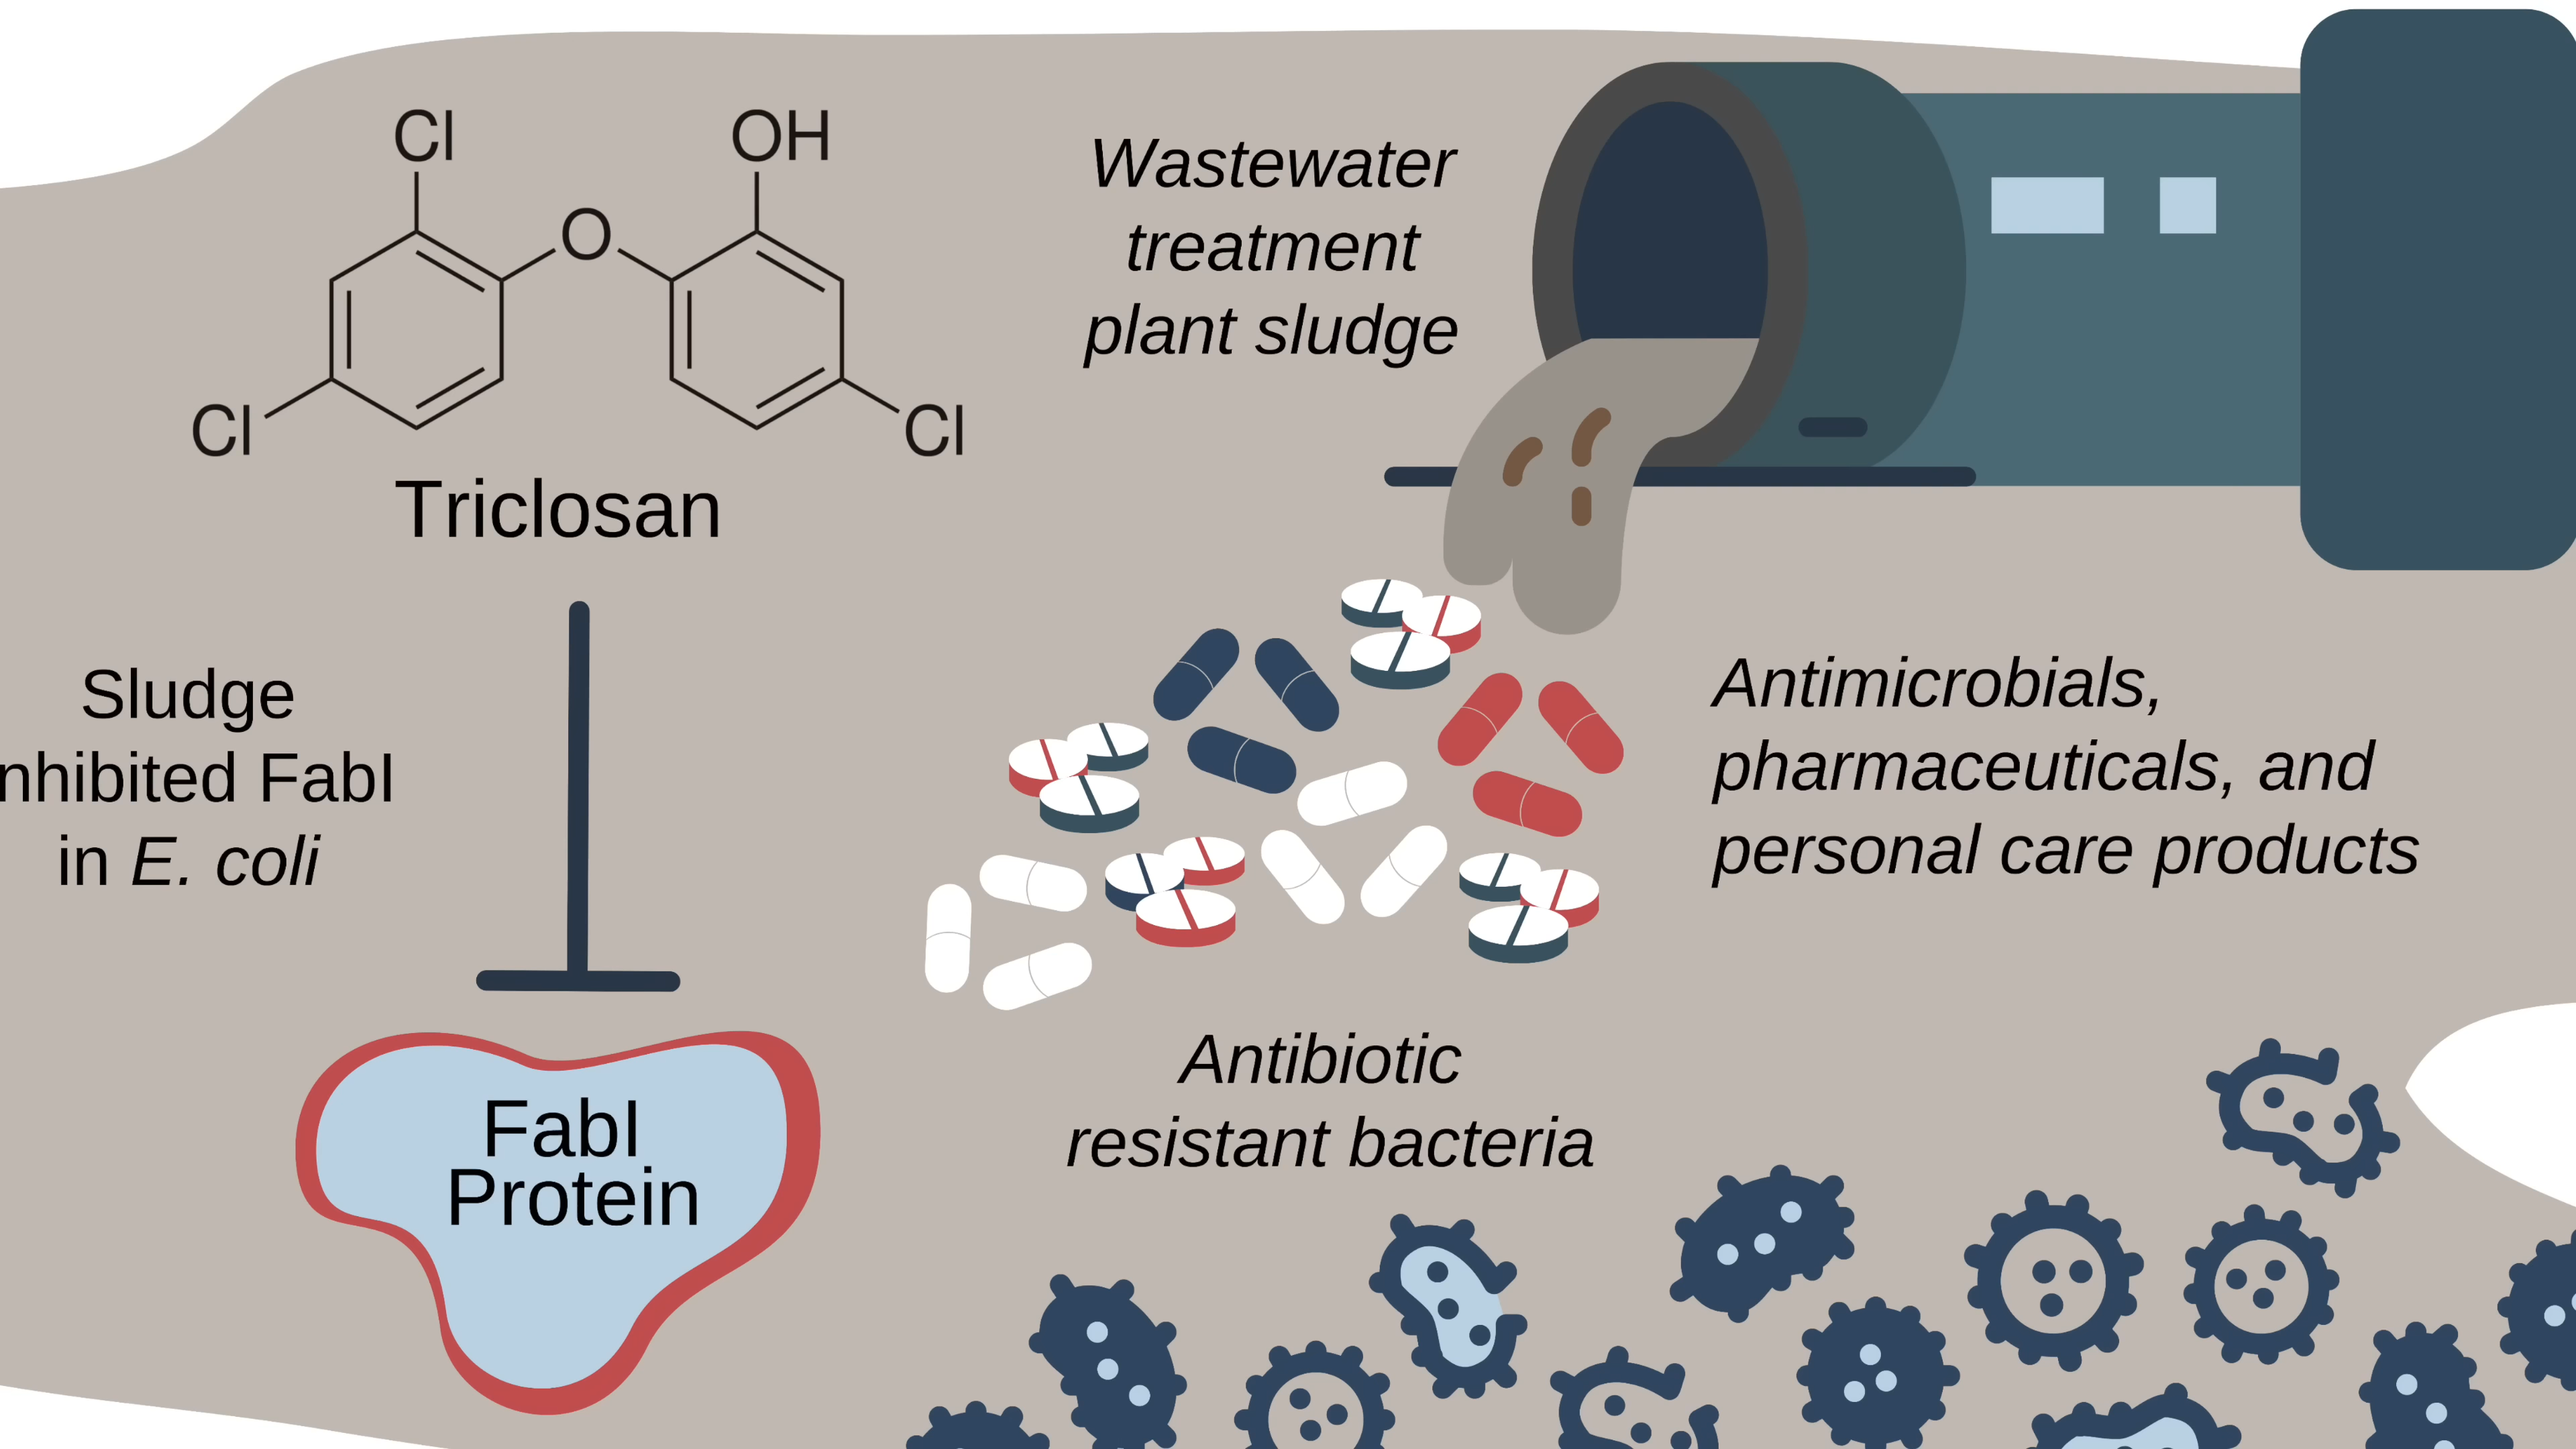 Cl
OH
O
Cl
Cl
Triclosan
Wastewater
treatment
plant sludge
Sludge
nhibited FabI
in E. coli
Antimicrobials,
pharmaceuticals, and
personal care products
FabI
Protein
Antibiotic
resistant bacteria